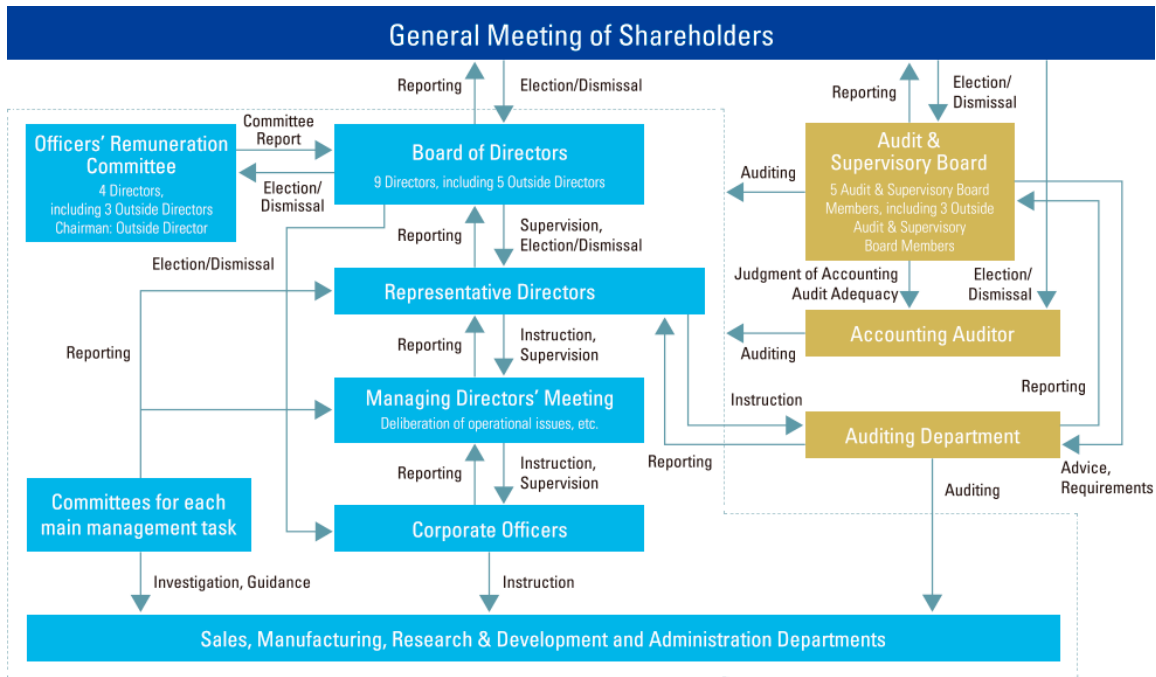 General Meeting of Shareholders
Reporting
Election/Dismissal
Reporting
Election/
Dismissal
Officers' Remuneration
Committee
4 Directors,
including 3 Outside Directors
Chairman: Outside Director
Committee
Report
Election/
Dismissal
Board of Directors
9 Directors, including 5 Outside Directors
Auditing
Audit &
Supervisory Board
5 Audit & Supervisory Board
Members, including 3 Outside
Audit & Supervisory
Board Members
Reporting
Supervision,
Election/Dismissal
Election/Dismissal
Judgment of Accounting
Audit Adequacy
Election/
Dismissal
Representative Directors
Accounting Auditor
Reporting
Reporting
Instruction,
Supervision
Auditing
Reporting
Managing Directors' Meeting
Deliberation of operational issues, etc.
Instruction
Auditing Department
Reporting
Instruction,
Supervision
Reporting
Auditing
Advice,
Requirements
Committees for each
main management task
Corporate Officers
Investigation, Guidance
Instruction
Sales, Manufacturing, Research & Development and Administration Departments